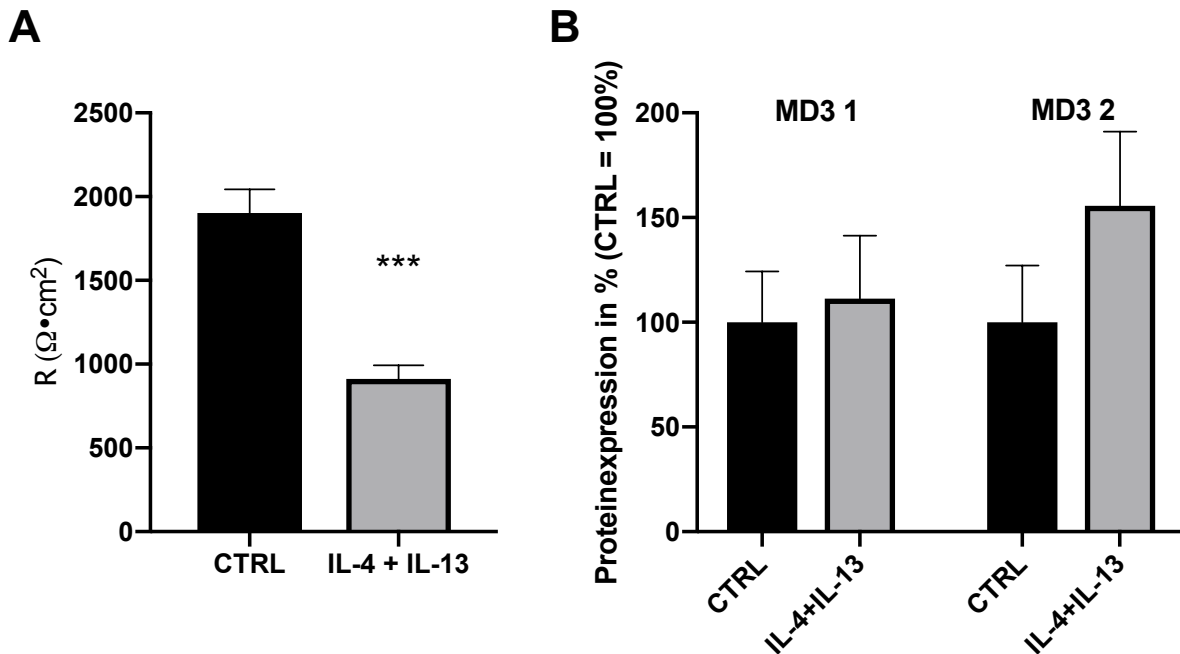 A
R (Ω•cm²)
2500
2000
1500
1000
500
0
***
CTRL
IL-4 + IL-13
B
Proteinexpression in % (CTRL = 100%)
200
150
100
50
0
MD3 1
MD3 2
CTRL
IL-4+IL-13
CTRL
IL-4+IL-13